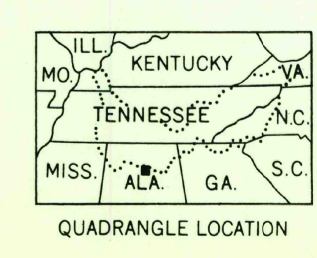 ILL.
KENTUCKY
MO.
VA.
TENNESSEE
N.C.
MISS.
ALA.
GA.
S.C.
QUADRANGLE LOCATION